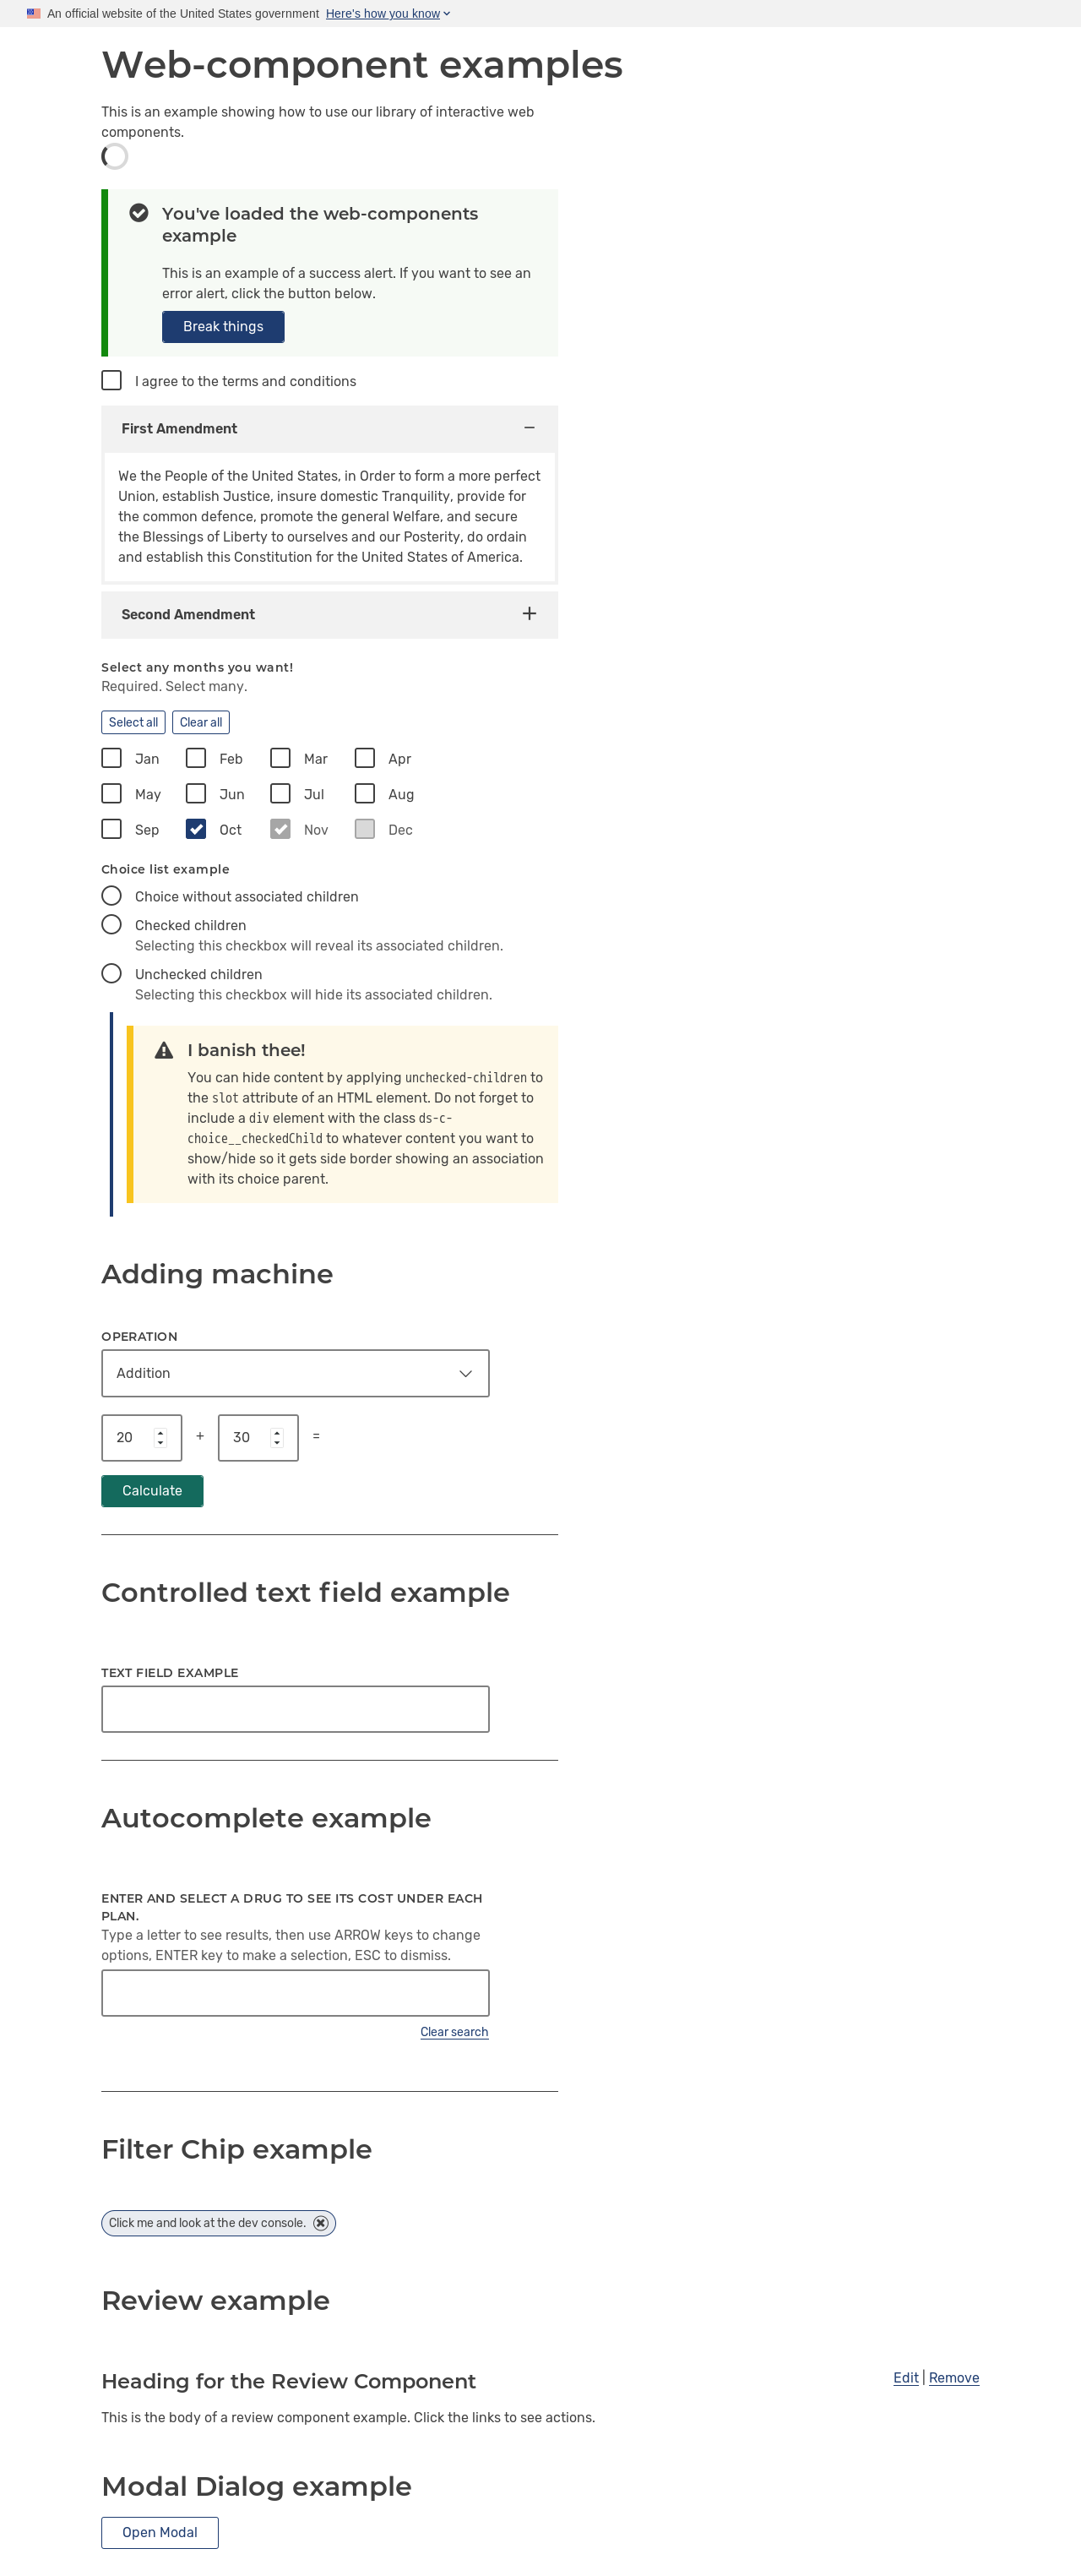 An official website of the United States government Here's how you know
Web-component examples
This is an example showing how to use our library of interactive web
components.
You've loaded the web-components
example
This is an example of a success alert. If you want to see an
error alert, click the button below.
Break things
I agree to the terms and conditions
First Amendment
We the People of the United States, in Order to form a more perfect
Union, establish Justice, insure domestic Tranquility, provide for
the common defence, promote the general Welfare, and secure
the Blessings of Liberty to ourselves and our Posterity, do ordain
and establish this Constitution for the United States of America.
Second Amendment
Select any months you want!
Required. Select many.
Select all Clear all
Jan Feb Mar Apr
May Jun Jul Aug
Sep Oct Nov Dec
Choice list example
Choice without associated children
Checked children
Selecting this checkbox will reveal its associated children.
Unchecked children
Selecting this checkbox will hide its associated children.
I banish thee!
You can hide content by applying unchecked-children to
the slot attribute of an HTML element. Do not forget to
include a div element with the class ds-c-
choice__checkedChild to whatever content you want to
show/hide so it gets side border showing an association
with its choice parent.
Adding machine
OPERATION
Addition
20 + 30 =
Calculate
Controlled text field example
TEXT FIELD EXAMPLE
Autocomplete example
ENTER AND SELECT A DRUG TO SEE ITS COST UNDER EACH
PLAN.
Type a letter to see results, then use ARROW keys to change
options, ENTER key to make a selection, ESC to dismiss.
Clear search
Filter Chip example
Click me and look at the dev console.
Review example
Heading for the Review Component
Edit | Remove
This is the body of a review component example. Click the links to see actions.
Modal Dialog example
Open Modal